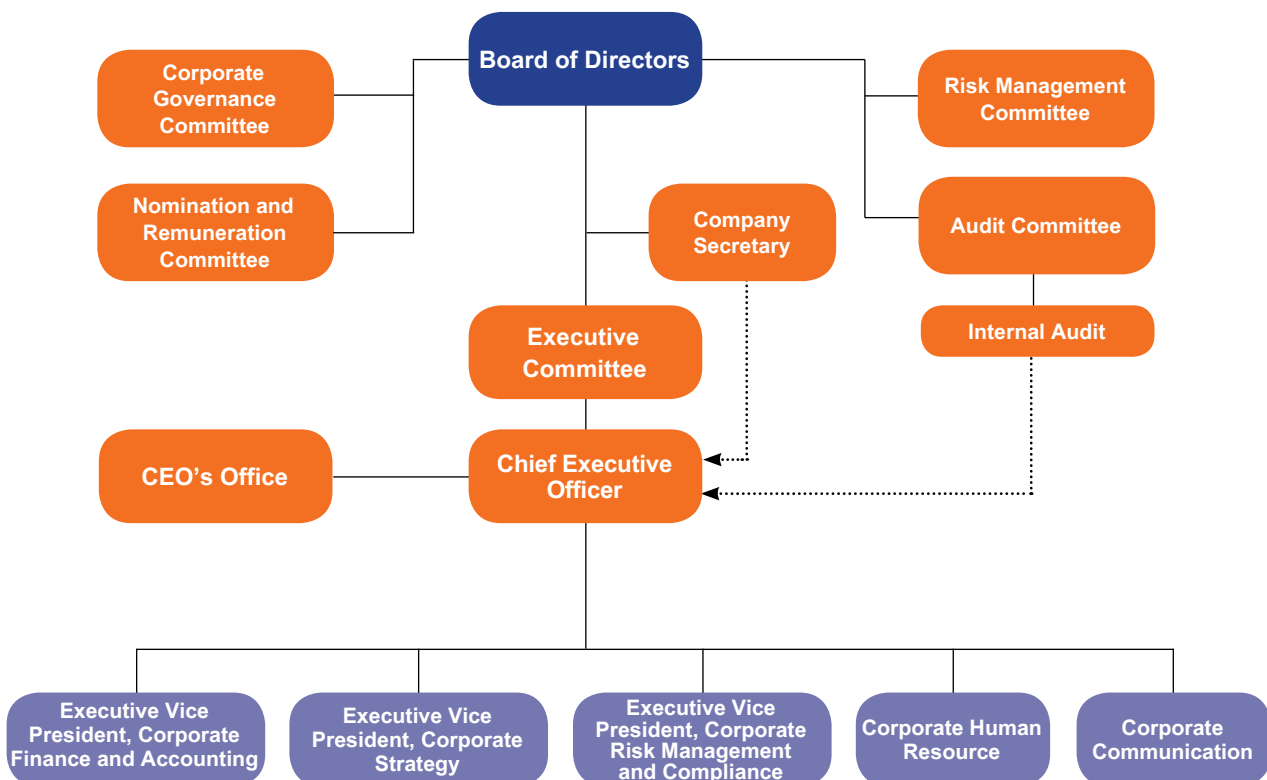 Board of Directors
Corporate
Governance
Committee
Risk Management
Committee
Nomination and
Remuneration
Committee
Company
Secretary
Audit Committee
Executive
Committee
Internal Audit
CEO’s Office
Chief Executive
Officer
Executive Vice
President, Corporate
Finance and Accounting
Executive Vice
President, Corporate
Strategy
Executive Vice
President, Corporate
Risk Management
and Compliance
Corporate Human
Resource
Corporate
Communication